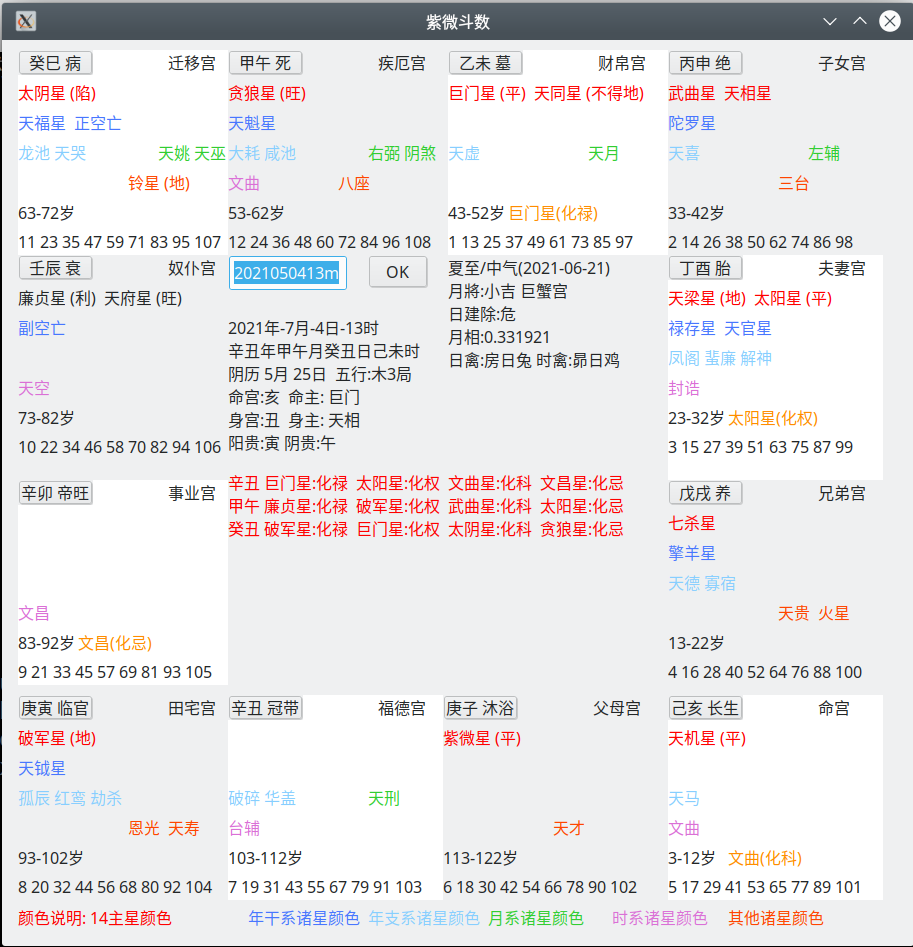 紫微斗数
癸巳 病 迁移宫
太阴星 (陷)
天福星 正空亡
龙池 天哭 天姚 天巫
铃星 (地)
63-72岁
11 23 35 47 59 71 83 95 107
甲午 死 疾厄宫
贪狼星 (旺)
天魁星
大耗 咸池 右弼 阴煞
文曲 八座
53-62岁
12 24 36 48 60 72 84 96 108
乙未 墓 财帛宫
巨门星 (平) 天同星 (不得地)
天虚 天月
43-52岁 巨门星(化禄)
1 13 25 37 49 61 73 85 97
丙申 绝 子女宫
武曲星 天相星
陀罗星
天喜 左辅
三台
33-42岁
2 14 26 38 50 62 74 86 98
壬辰 衰 奴仆宫
廉贞星 (利) 天府星 (旺)
副空亡
天空
73-82岁
10 22 34 46 58 70 82 94 106
2021050413m OK
2021年-7月-4日-13时
辛丑年甲午月癸丑日己未时
阴历 5月 25日 五行:木3局
命宫:亥 命主: 巨门
身宫:丑 身主: 天相
阳贵:寅 阴贵:午
夏至/中气(2021-06-21)
月將:小吉 巨蟹宫
日建除:危
月相:0.331921
日禽:房日兔 时禽:昴日鸡
丁酉 胎 夫妻宫
天梁星 (地) 太阳星 (平)
禄存星 天官星
凤阁 蜚廉 解神
封诰
23-32岁 太阳星(化权)
3 15 27 39 51 63 75 87 99
辛卯 帝旺 事业宫
文昌
83-92岁 文昌(化忌)
9 21 33 45 57 69 81 93 105
辛丑 巨门星:化禄 太阳星:化权 文曲星:化科 文昌星:化忌
甲午 廉贞星:化禄 破军星:化权 武曲星:化科 太阳星:化忌
癸丑 破军星:化禄 巨门星:化权 太阴星:化科 贪狼星:化忌
戊戌 养 兄弟宫
七杀星
擎羊星
天德 寡宿
天贵 火星
13-22岁
4 16 28 40 52 64 76 88 100
庚寅 临官 田宅宫
破军星 (地)
天钺星
孤辰 红鸾 劫杀
恩光 天寿
93-102岁
8 20 32 44 56 68 80 92 104
辛丑 冠带 福德宫
破碎 华盖 天刑
台辅
103-112岁
7 19 31 43 55 67 79 91 103
庚子 沐浴 父母宫
紫微星 (平)
天才
113-122岁
6 18 30 42 54 66 78 90 102
己亥 长生 命宫
天机星 (平)
天马
文曲
3-12岁 文曲(化科)
5 17 29 41 53 65 77 89 101
颜色说明: 14主星颜色 年干系诸星颜色 年支系诸星颜色 月系诸星颜色 时系诸星颜色 其他诸星颜色